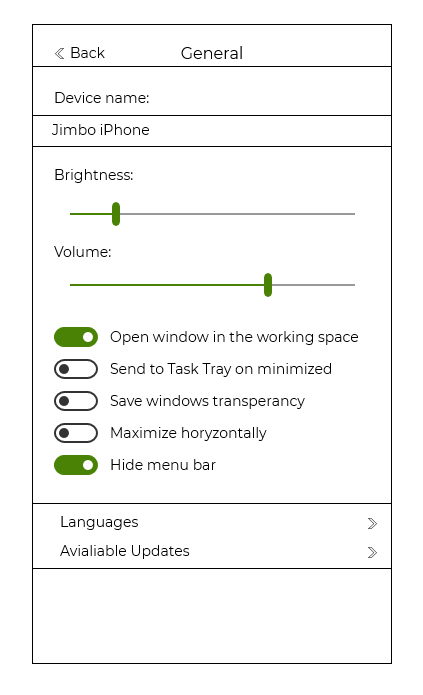 Back
General
Device name:
Jimbo iPhone
Brightness:
Volume:
Open window in the working space
Send to Task Tray on minimized
Save windows transperancy
Maximize horyzontally
Hide menu bar
Languages
Avialiable Updates